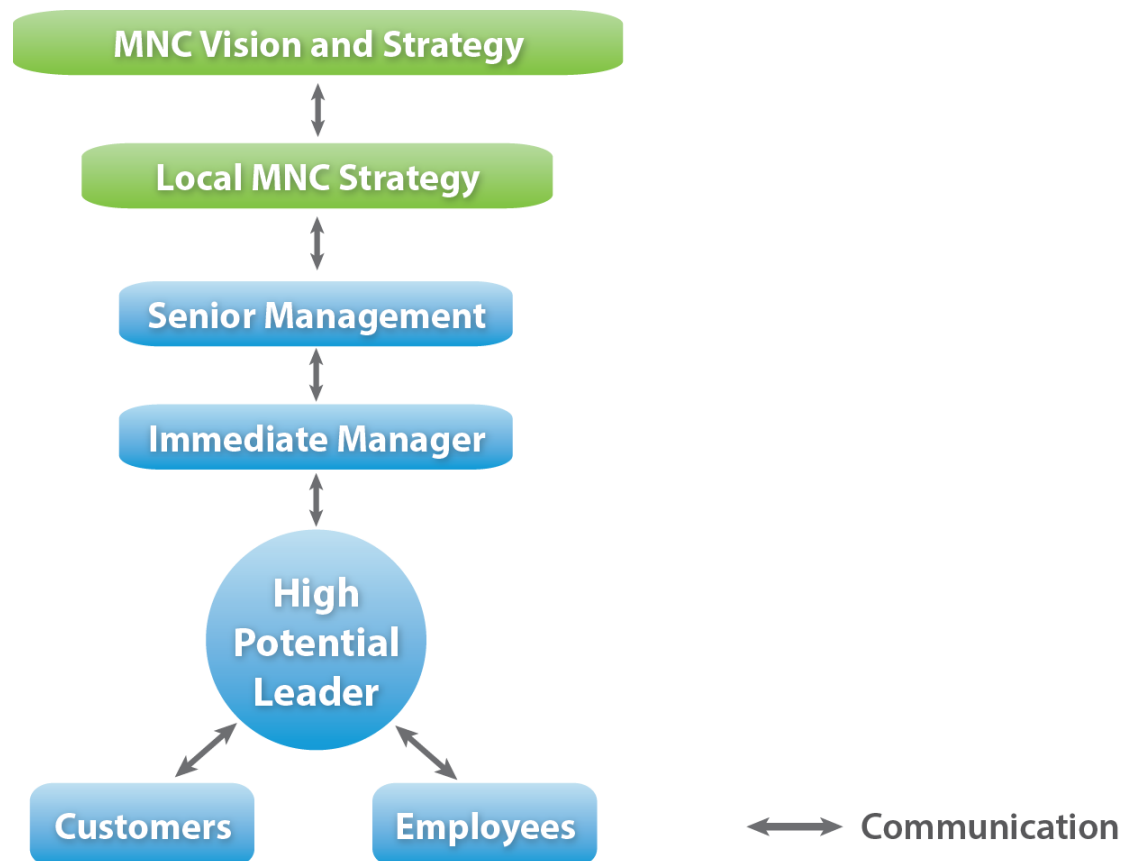 MNC Vision and Strategy
Local MNC Strategy
Senior Management
Immediate Manager
High
Potential
Leader
Customers
Employees
Communication